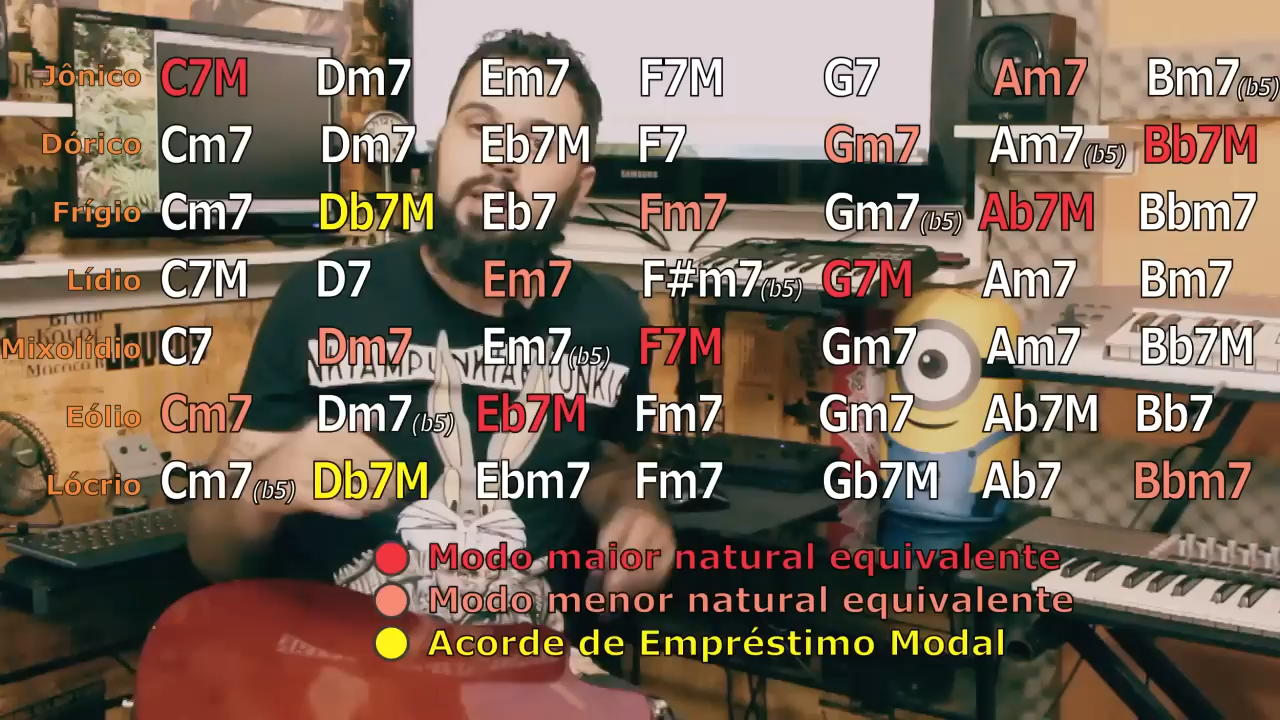 Jônico C7M Dm7 Em7 F7M G7 Am7 Bm7(b5)
Dórico Cm7 Dm7 Eb7M F7 Gm7 Am7(b5) Bb7M
Frígio Cm7 Db7M Eb7 Fm7 Gm7(b5) Ab7M Bbm7
Lídio C7M D7 Em7 F#m7(b5) G7M Am7 Bm7
Mixolídio C7 Dm7 Em7(b5) F7M Gm7 Am7 Bb7M
Eólio Cm7 Dm7(b5) Eb7M Fm7 Gm7 Ab7M Bb7
Lócrio Cm7(b5) Db7M Ebm7 Fm7 Gb7M Ab7 Bbm7
Modo maior natural equivalente
Modo menor natural equivalente
Acorde de Empréstimo Modal
SAMSUNG